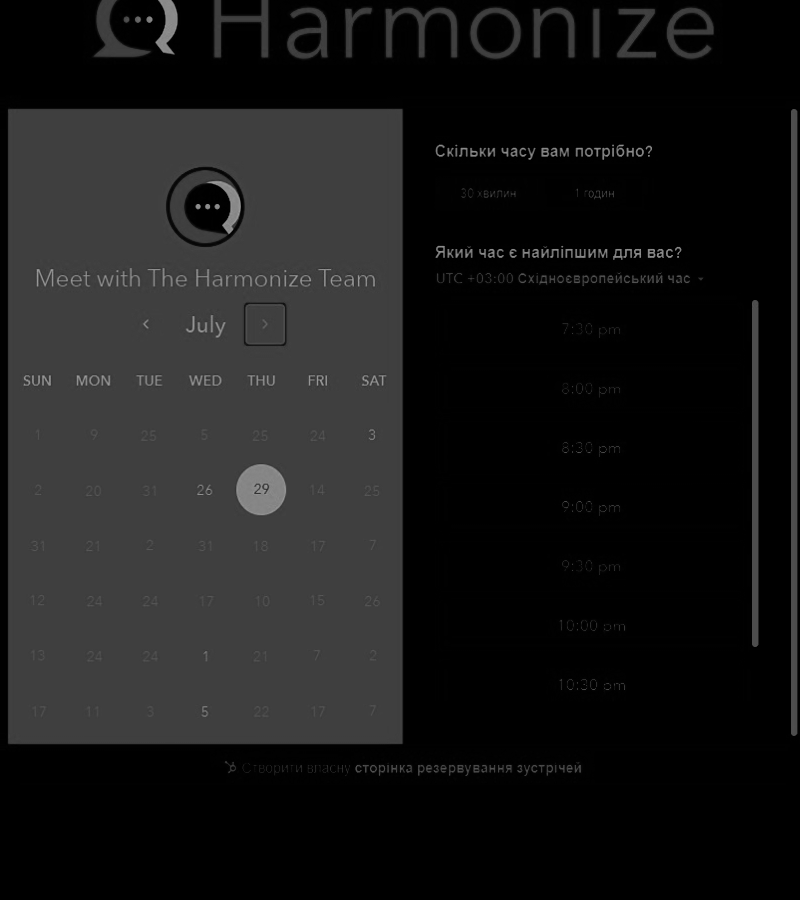 Harmonize
Meet with The Harmonize Team
July
SUN MON TUE WED THU FRI SAT
1 9 25 5 25 24 3
2 20 31 26 29 14 25
31 21 2 31 18 17 7
12 24 24 17 10 15 26
13 24 24 1 21 7 2
17 11 3 5 22 17 7
Скільки часу вам потрібно?
30 хвилин 1 годин
Який час є найліпшим для вас?
UTC +03:00 Східноєвропейський час
7:30 pm
8:00 pm
8:30 pm
9:00 pm
9:30 pm
10:00 pm
10:30 pm
Створити власну сторінка резервування зустрічей